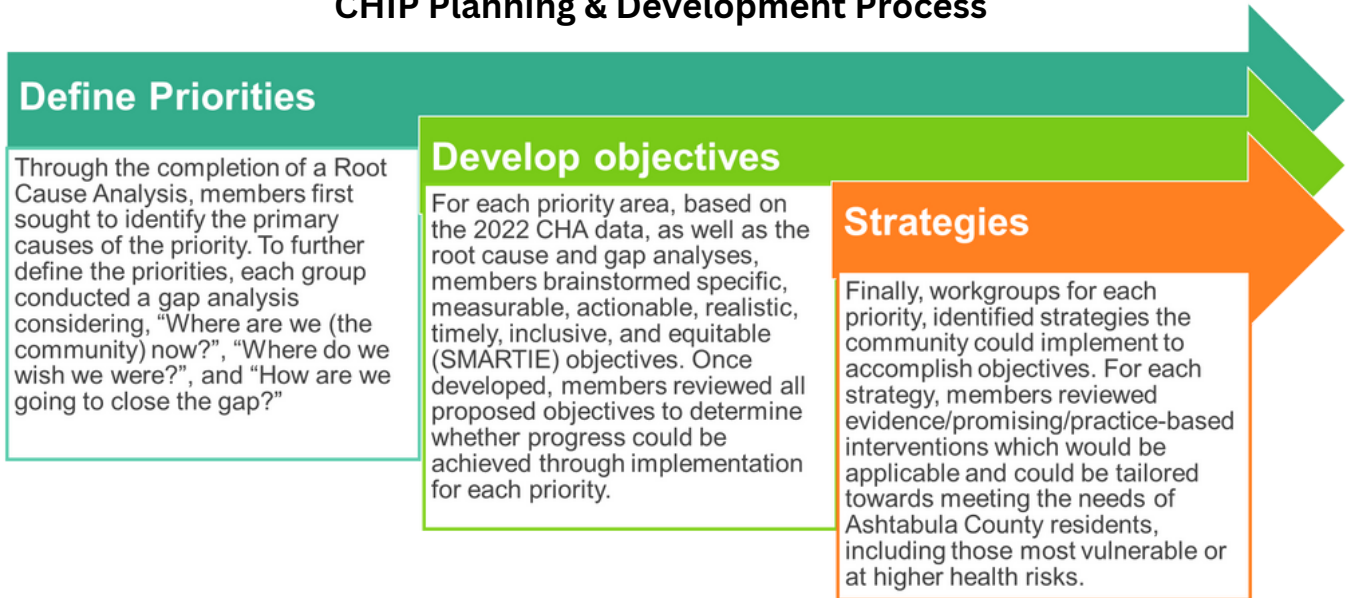 CHIP Planning & Development Process
Define Priorities
Through the completion of a Root
Cause Analysis, members first
sought to identify the primary
causes of the priority. To further
define the priorities, each group
conducted a gap analysis
considering, “Where are we (the
community) now?”, “Where do we
wish we were?”, and “How are we
going to close the gap?”
Develop objectives
For each priority area, based on
the 2022 CHA data, as well as the
root cause and gap analyses,
members brainstormed specific,
measurable, actionable, realistic,
timely, inclusive, and equitable
(SMARTIE) objectives. Once
developed, members reviewed all
proposed objectives to determine
whether progress could be
achieved through implementation
for each priority.
Strategies
Finally, workgroups for each
priority, identified strategies the
community could implement to
accomplish objectives. For each
strategy, members reviewed
evidence/promising/practice-based
interventions which would be
applicable and could be tailored
towards meeting the needs of
Ashtabula County residents,
including those most vulnerable or
at higher health risks.